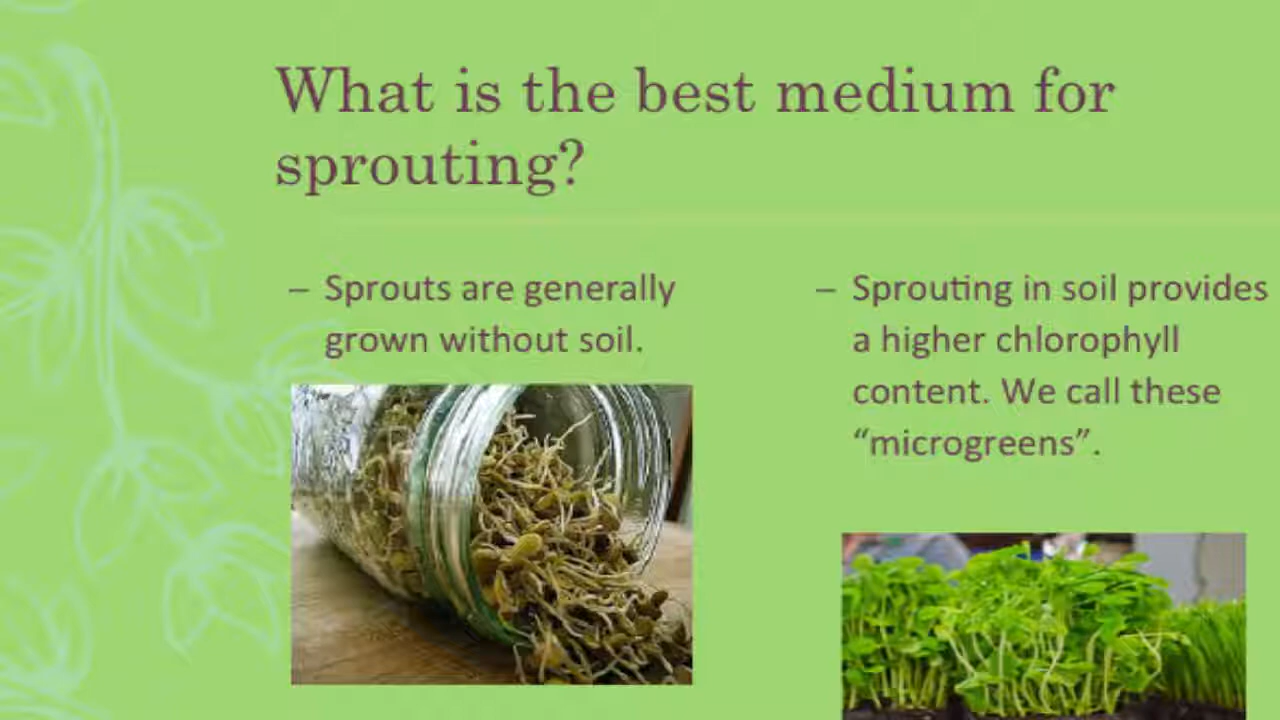 What is the best medium for
sprouting?
– Sprouts are generally
grown without soil.
– Sprouting in soil provides
a higher chlorophyll
content. We call these
“microgreens”.